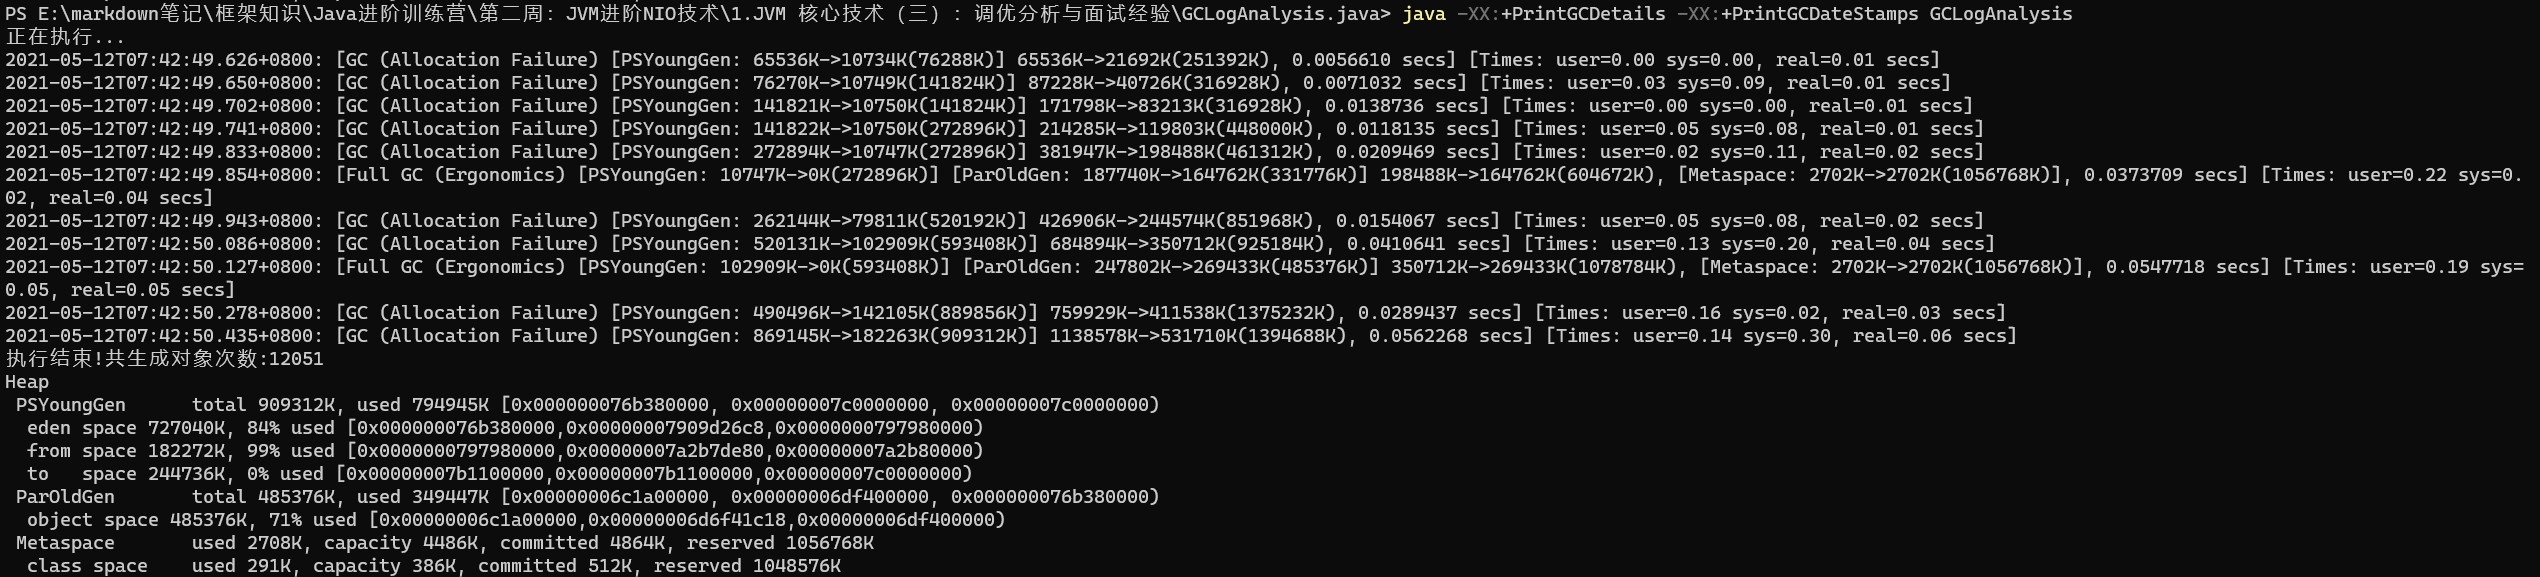 PS E:\markdown笔记\框架知识\Java进阶训练营\第二周：JVM进阶NIO技术\1.JVM 核心技术（三）：调优分析与面试经验\GCLogAnalysis.java> java -XX:+PrintGCDetails -XX:+PrintGCDateStamps GCLogAnalysis
正在执行...
2021-05-12T07:42:49.626+0800: [GC (Allocation Failure) [PSYoungGen: 65536K->10734K(76288K)] 65536K->21692K(251392K), 0.0056610 secs] [Times: user=0.00 sys=0.00, real=0.01 secs]
2021-05-12T07:42:49.650+0800: [GC (Allocation Failure) [PSYoungGen: 76270K->10749K(141824K)] 87228K->40726K(316928K), 0.0071032 secs] [Times: user=0.03 sys=0.09, real=0.01 secs]
2021-05-12T07:42:49.702+0800: [GC (Allocation Failure) [PSYoungGen: 141821K->10750K(141824K)] 171798K->83213K(316928K), 0.0138736 secs] [Times: user=0.00 sys=0.00, real=0.01 secs]
2021-05-12T07:42:49.741+0800: [GC (Allocation Failure) [PSYoungGen: 141822K->10750K(272896K)] 214285K->119803K(448000K), 0.0118135 secs] [Times: user=0.05 sys=0.08, real=0.01 secs]
2021-05-12T07:42:49.833+0800: [GC (Allocation Failure) [PSYoungGen: 272894K->10747K(272896K)] 381947K->198488K(461312K), 0.0209469 secs] [Times: user=0.02 sys=0.11, real=0.02 secs]
2021-05-12T07:42:49.854+0800: [Full GC (Ergonomics) [PSYoungGen: 10747K->0K(272896K)] [ParOldGen: 187740K->164762K(331776K)] 198488K->164762K(604672K), [Metaspace: 2702K->2702K(1056768K)], 0.0373709 secs] [Times: user=0.22 sys=0.
02, real=0.04 secs]
2021-05-12T07:42:49.943+0800: [GC (Allocation Failure) [PSYoungGen: 262144K->79811K(520192K)] 426906K->244574K(851968K), 0.0154067 secs] [Times: user=0.05 sys=0.08, real=0.02 secs]
2021-05-12T07:42:50.086+0800: [GC (Allocation Failure) [PSYoungGen: 520131K->102909K(593408K)] 684894K->350712K(925184K), 0.0410641 secs] [Times: user=0.13 sys=0.20, real=0.04 secs]
2021-05-12T07:42:50.127+0800: [Full GC (Ergonomics) [PSYoungGen: 102909K->0K(593408K)] [ParOldGen: 247802K->269433K(485376K)] 350712K->269433K(1078784K), [Metaspace: 2702K->2702K(1056768K)], 0.0547718 secs] [Times: user=0.19 sys=
0.05, real=0.05 secs]
2021-05-12T07:42:50.278+0800: [GC (Allocation Failure) [PSYoungGen: 490496K->142105K(889856K)] 759929K->411538K(1375232K), 0.0289437 secs] [Times: user=0.16 sys=0.02, real=0.03 secs]
2021-05-12T07:42:50.435+0800: [GC (Allocation Failure) [PSYoungGen: 869145K->182263K(909312K)] 1138578K->531710K(1394688K), 0.0562268 secs] [Times: user=0.14 sys=0.30, real=0.06 secs]
执行结束!共生成对象次数:12051
Heap
 PSYoungGen      total 909312K, used 794945K [0x000000076b380000, 0x00000007c0000000, 0x00000007c0000000)
  eden space 727040K, 84% used [0x000000076b380000,0x00000007909d26c8,0x0000000797980000)
  from space 182272K, 99% used [0x0000000797980000,0x00000007a2b7de80,0x00000007a2b80000)
  to   space 244736K, 0% used [0x00000007b1100000,0x00000007b1100000,0x00000007c0000000)
 ParOldGen       total 485376K, used 349447K [0x00000006c1a00000, 0x00000006df400000, 0x000000076b380000)
  object space 485376K, 71% used [0x00000006c1a00000,0x00000006d6f41c18,0x00000006df400000)
 Metaspace       used 2708K, capacity 4486K, committed 4864K, reserved 1056768K
  class space    used 291K, capacity 386K, committed 512K, reserved 1048576K